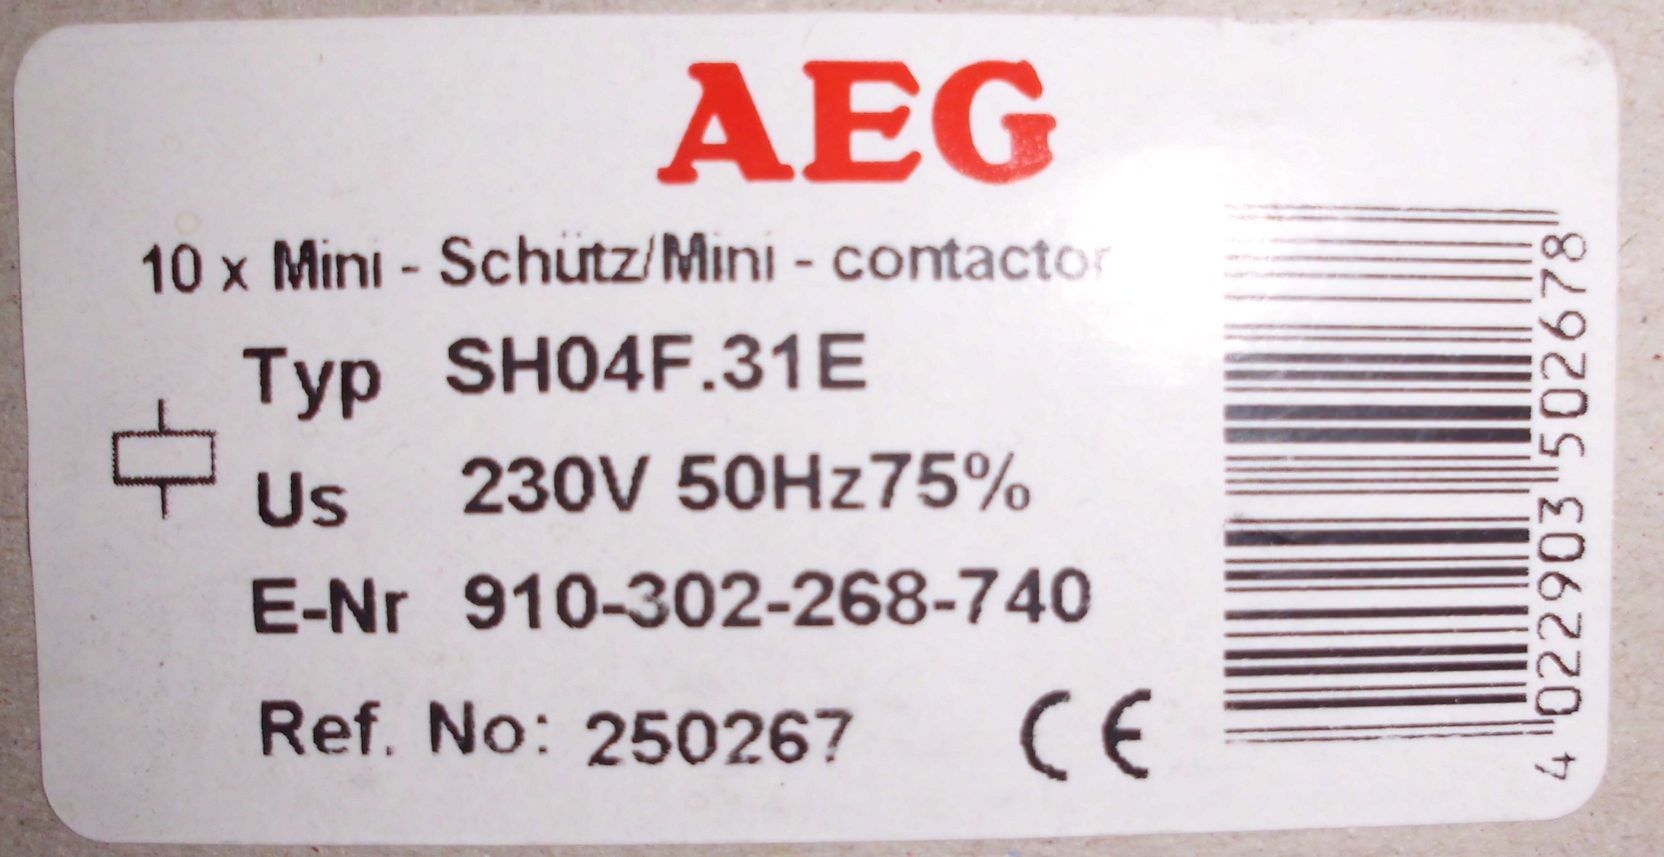 AEG
10 x Mini - Schütz/Mini - contactor
Typ SH04F.31E
Us 230V 50Hz75%
E-Nr 910-302-268-740
Ref. No: 250267 CE
4 022903 502678